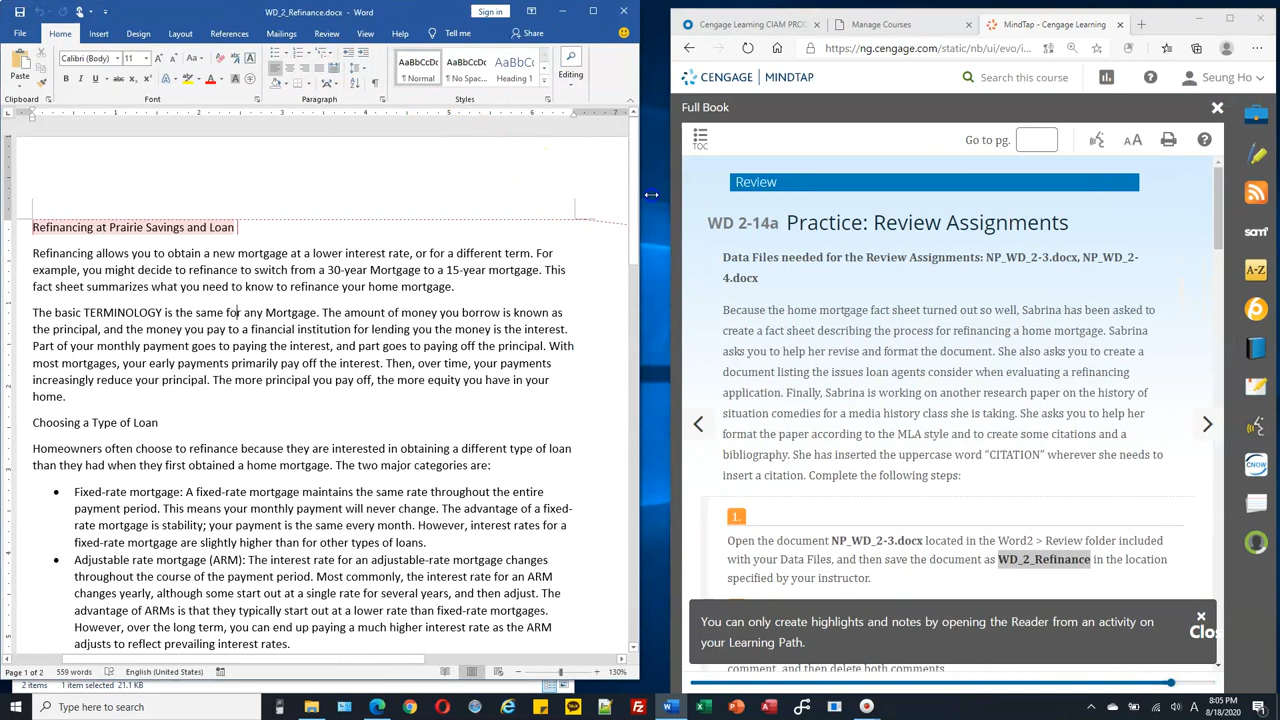 WD_2_Refinance.docx
Sign in
File
Home
Insert
Design
Layout
References
Mailings
Review
View
Help
Tell me
Share
Paste
Calibri (Body)
11
AaBbCcDc
AaBbCcDc
AaBbCc
¶ Normal
¶ No Spac...
Heading 1
Editing
Clipboard
Font
Paragraph
Styles
Refinancing at Prairie Savings and Loan
Refinancing allows you to obtain a new mortgage at a lower interest rate, or for a different term. For
example, you might decide to refinance to switch from a 30-year Mortgage to a 15-year mortgage. This
fact sheet summarizes what you need to know to refinance your home mortgage.
The basic TERMINOLOGY is the same for any Mortgage. The amount of money you borrow is known as
the principal, and the money you pay to a financial institution for lending you the money is the interest.
Part of your monthly payment goes to paying the interest, and part goes to paying off the principal. With
most mortgages, your early payments primarily pay off the interest. Then, over time, your payments
increasingly reduce your principal. The more principal you pay off, the more equity you have in your
home.
Choosing a Type of Loan
Homeowners often choose to refinance because they are interested in obtaining a different type of loan
than they had when they first obtained a home mortgage. The two major categories are:
• Fixed-rate mortgage: A fixed-rate mortgage maintains the same rate throughout the entire
payment period. This means your monthly payment will never change. The advantage of a fixed-
rate mortgage is stability; your payment is the same every month. However, interest rates for a
fixed-rate mortgage are slightly higher than for other types of loans.
• Adjustable rate mortgage (ARM): The interest rate for an adjustable-rate mortgage changes
throughout the course of the payment period. Most commonly, the interest rate for an ARM
changes yearly, although some start out at a single rate for several years, and then adjust. The
advantage of ARMs is that they typically start out at a lower rate than fixed-rate mortgages.
However, over the long term, you can end up paying a much higher interest rate as the ARM
adjusts to reflect prevailing interest rates.
Page 1 of 2
559 words
English (United States)
130%
2 items
1 item selected 21.1 KB
Cengage Learning CIAM PROD
Manage Courses
MindTap - Cengage Learning
https://ng.cengage.com/static/nb/ui/evo/i
CENGAGE | MINDTAP
Search this course
Seung Ho
Full Book
TOC
Go to pg.
AA
Review
WD 2-14a Practice: Review Assignments
Data Files needed for the Review Assignments: NP_WD_2-3.docx, NP_WD_2-
4.docx
Because the home mortgage fact sheet turned out so well, Sabrina has been asked to
create a fact sheet describing the process for refinancing a home mortgage. Sabrina
asks you to help her revise and format the document. She also asks you to create a
document listing the issues loan agents consider when evaluating a refinancing
application. Finally, Sabrina is working on another research paper on the history of
situation comedies for a media history class she is taking. She asks you to help her
format the paper according to the MLA style and to create some citations and a
bibliography. She has inserted the uppercase word “CITATION” wherever she needs to
insert a citation. Complete the following steps:
1.
Open the document NP_WD_2-3.docx located in the Word2 > Review folder included
with your Data Files, and then save the document as WD_2_Refinance in the location
specified by your instructor.
You can only create highlights and notes by opening the Reader from an activity on
your Learning Path.
Clos
comment, and then delete both comments.
sam
A-Z
CNOW
Type here to search
8:05 PM
8/18/2020